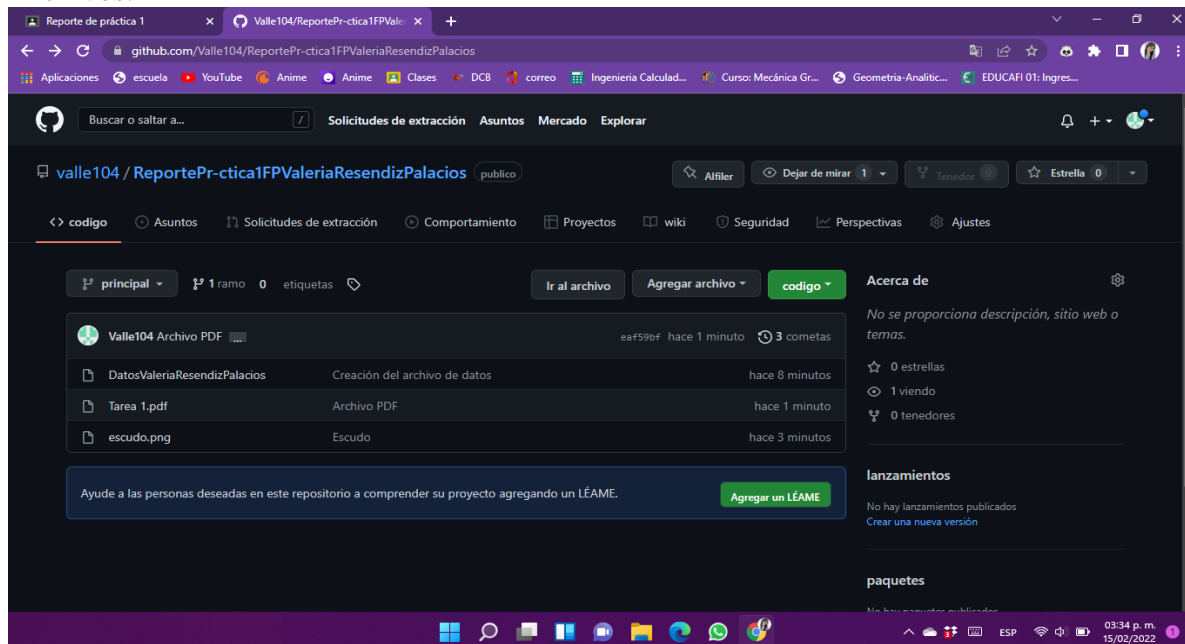 Reporte de práctica 1
Valle104/ReportePr-ctica1FPValer
github.com/Valle104/ReportePr-ctica1FPValeriaResendizPalacios
Aplicaciones escuela YouTube Anime Anime Clases DCB correo Ingenieria Calculad... Curso: Mecánica Gr... Geometria-Analitic... EDUCAFI 01: Ingres...
Buscar o saltar a... / Solicitudes de extracción Asuntos Mercado Explorar
valle104 / ReportePr-ctica1FPValeriaResendizPalacios publico
Alfiler Dejar de mirar 1 Tenedor 0 Estrella 0
codigo Asuntos Solicitudes de extracción Comportamiento Proyectos wiki Seguridad Perspectivas Ajustes
principal 1 ramo 0 etiquetas Ir al archivo Agregar archivo codigo
Valle104 Archivo PDF ... eaf59bf hace 1 minuto 3 cometas
DatosValeriaResendizPalacios Creación del archivo de datos hace 8 minutos
Tarea 1.pdf Archivo PDF hace 1 minuto
escudo.png Escudo hace 3 minutos
Ayude a las personas deseadas en este repositorio a comprender su proyecto agregando un LÉAME. Agregar un LÉAME
Acerca de
No se proporciona descripción, sitio web o
temas.
0 estrellas
1 viendo
0 tenedores
lanzamientos
No hay lanzamientos publicados
Crear una nueva versión
paquetes
No hay paquetes publicados
ESP 03:34 p. m.
15/02/2022 1